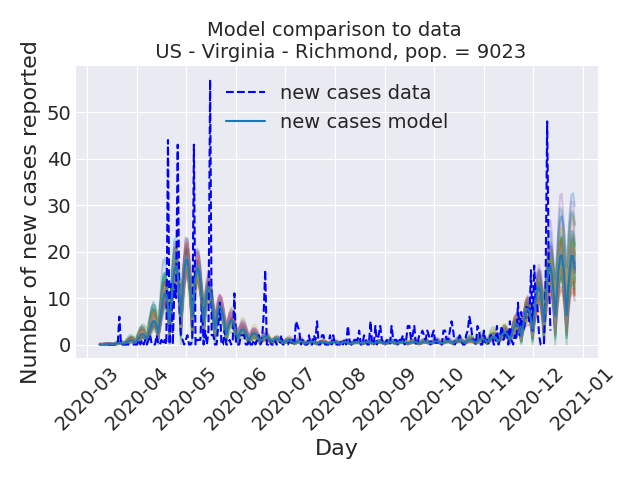 Model comparison to data
US - Virginia - Richmond, pop. = 9023
new cases data
new cases model
Number of new cases reported
50
40
30
20
10
0
2020-03
2020-04
2020-05
2020-06
2020-07
2020-08
2020-09
2020-10
2020-11
2020-12
2021-01
Day